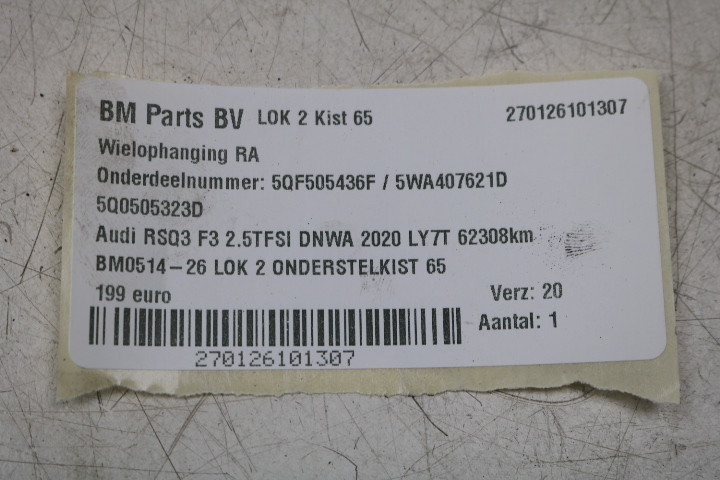 BM Parts BV LOK 2 Kist 65 270126101307
Wielophanging RA
Onderdeelnummer: 5QF505436F / 5WA407621D
5Q0505323D
Audi RSQ3 F3 2.5TFSI DNWA 2020 LY7T 62308km
BM0514-26 LOK 2 ONDERSTELKIST 65
199 euro Verz: 20
Aantal: 1
270126101307